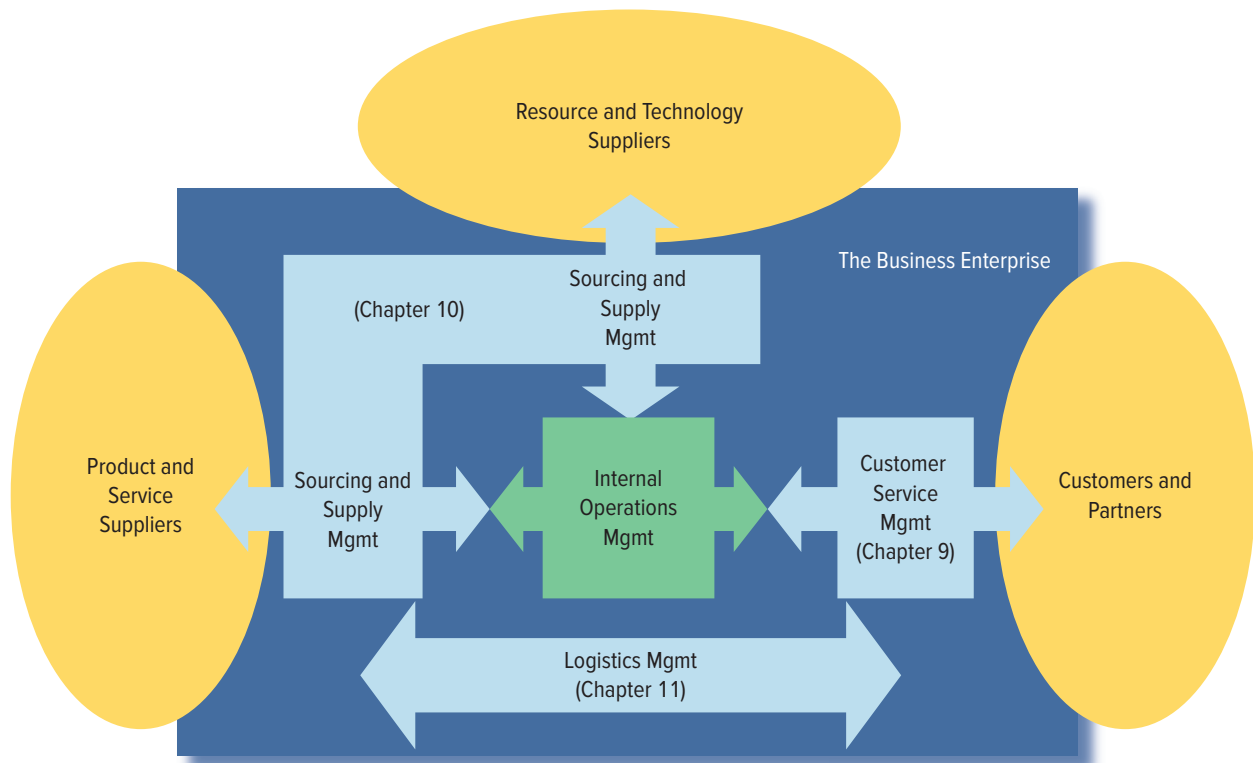 Resource and Technology
Suppliers
The Business Enterprise
(Chapter 10)
Sourcing and
Supply
Mgmt
Product and
Service
Suppliers
Sourcing and
Supply
Mgmt
Internal
Operations
Mgmt
Customer
Service
Mgmt
(Chapter 9)
Customers and
Partners
Logistics Mgmt
(Chapter 11)